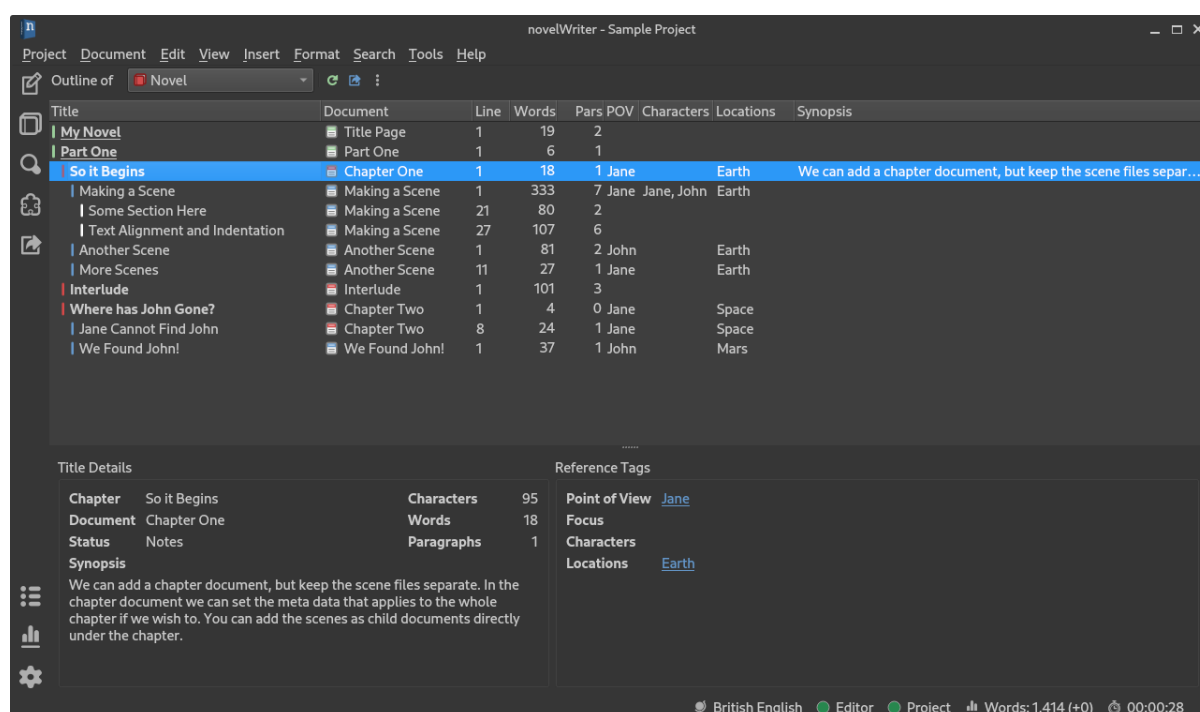 novelWriter - Sample Project
Project Document Edit View Insert Format Search Tools Help
Outline of Novel
Title Document Line Words Pars POV Characters Locations Synopsis
My Novel Title Page 1 19 2
Part One Part One 1 6 1
So it Begins Chapter One 1 18 1 Jane Earth We can add a chapter document, but keep the scene files separ...
Making a Scene Making a Scene 1 333 7 Jane Jane, John Earth
Some Section Here Making a Scene 21 80 2
Text Alignment and Indentation Making a Scene 27 107 6
Another Scene Another Scene 1 81 2 John Earth
More Scenes Another Scene 11 27 1 Jane Earth
Interlude Interlude 1 101 3
Where has John Gone? Chapter Two 1 4 0 Jane Space
Jane Cannot Find John Chapter Two 8 24 1 Jane Space
We Found John! We Found John! 1 37 1 John Mars
Title Details Reference Tags
Chapter So it Begins Characters 95 Point of View Jane
Document Chapter One Words 18 Focus
Status Notes Paragraphs 1 Characters
Synopsis Locations Earth
We can add a chapter document, but keep the scene files separate. In the
chapter document we can set the meta data that applies to the whole
chapter if we wish to. You can add the scenes as child documents directly
under the chapter.
British English Editor Project Words: 1,414 (+0) 00:00:28